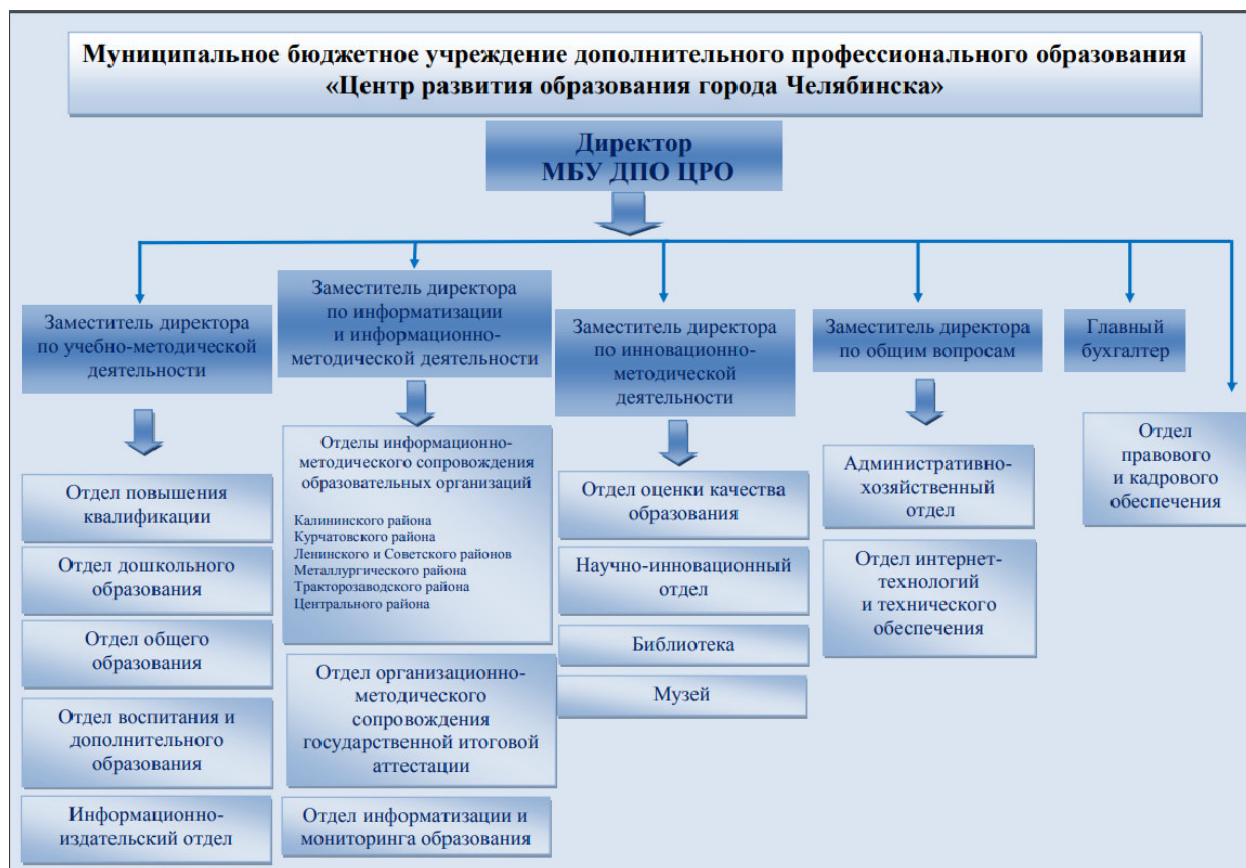 Муниципальное бюджетное учреждение дополнительного профессионального образования
«Центр развития образования города Челябинска»
Директор
МБУ ДПО ЦРО
Заместитель директора
по учебно-методической
деятельности
Отдел повышения
квалификации
Отдел дошкольного
образования
Отдел общего
образования
Отдел воспитания и
дополнительного
образования
Информационно-
издательский отдел
Заместитель директора
по информатизации
и информационно-
методической деятельности
Отделы информационно-
методического сопровождения
образовательных организаций
Калининского района
Курчатовского района
Ленинского и Советского районов
Металлургического района
Тракторозаводского района
Центрального района
Отдел организационно-
методического
сопровождения
государственной итоговой
аттестации
Отдел информатизации и
мониторинга образования
Заместитель директора
по инновационно-
методической
деятельности
Отдел оценки качества
образования
Научно-инновационный
отдел
Библиотека
Музей
Заместитель директора
по общим вопросам
Административно-
хозяйственный
отдел
Отдел интернет-
технологий
и технического
обеспечения
Главный
бухгалтер
Отдел
правового
и кадрового
обеспечения